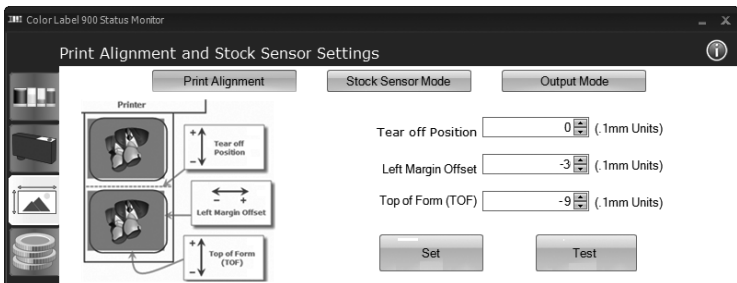 Color Label 900 Status Monitor
Print Alignment and Stock Sensor Settings
Print Alignment
Stock Sensor Mode
Output Mode
Printer
+
−
Tear off
Position
− +
Left Margin Offset
+
−
Top of Form
(TOF)
Tear off Position 0 (.1mm Units)
Left Margin Offset -3 (.1mm Units)
Top of Form (TOF) -9 (.1mm Units)
Set
Test